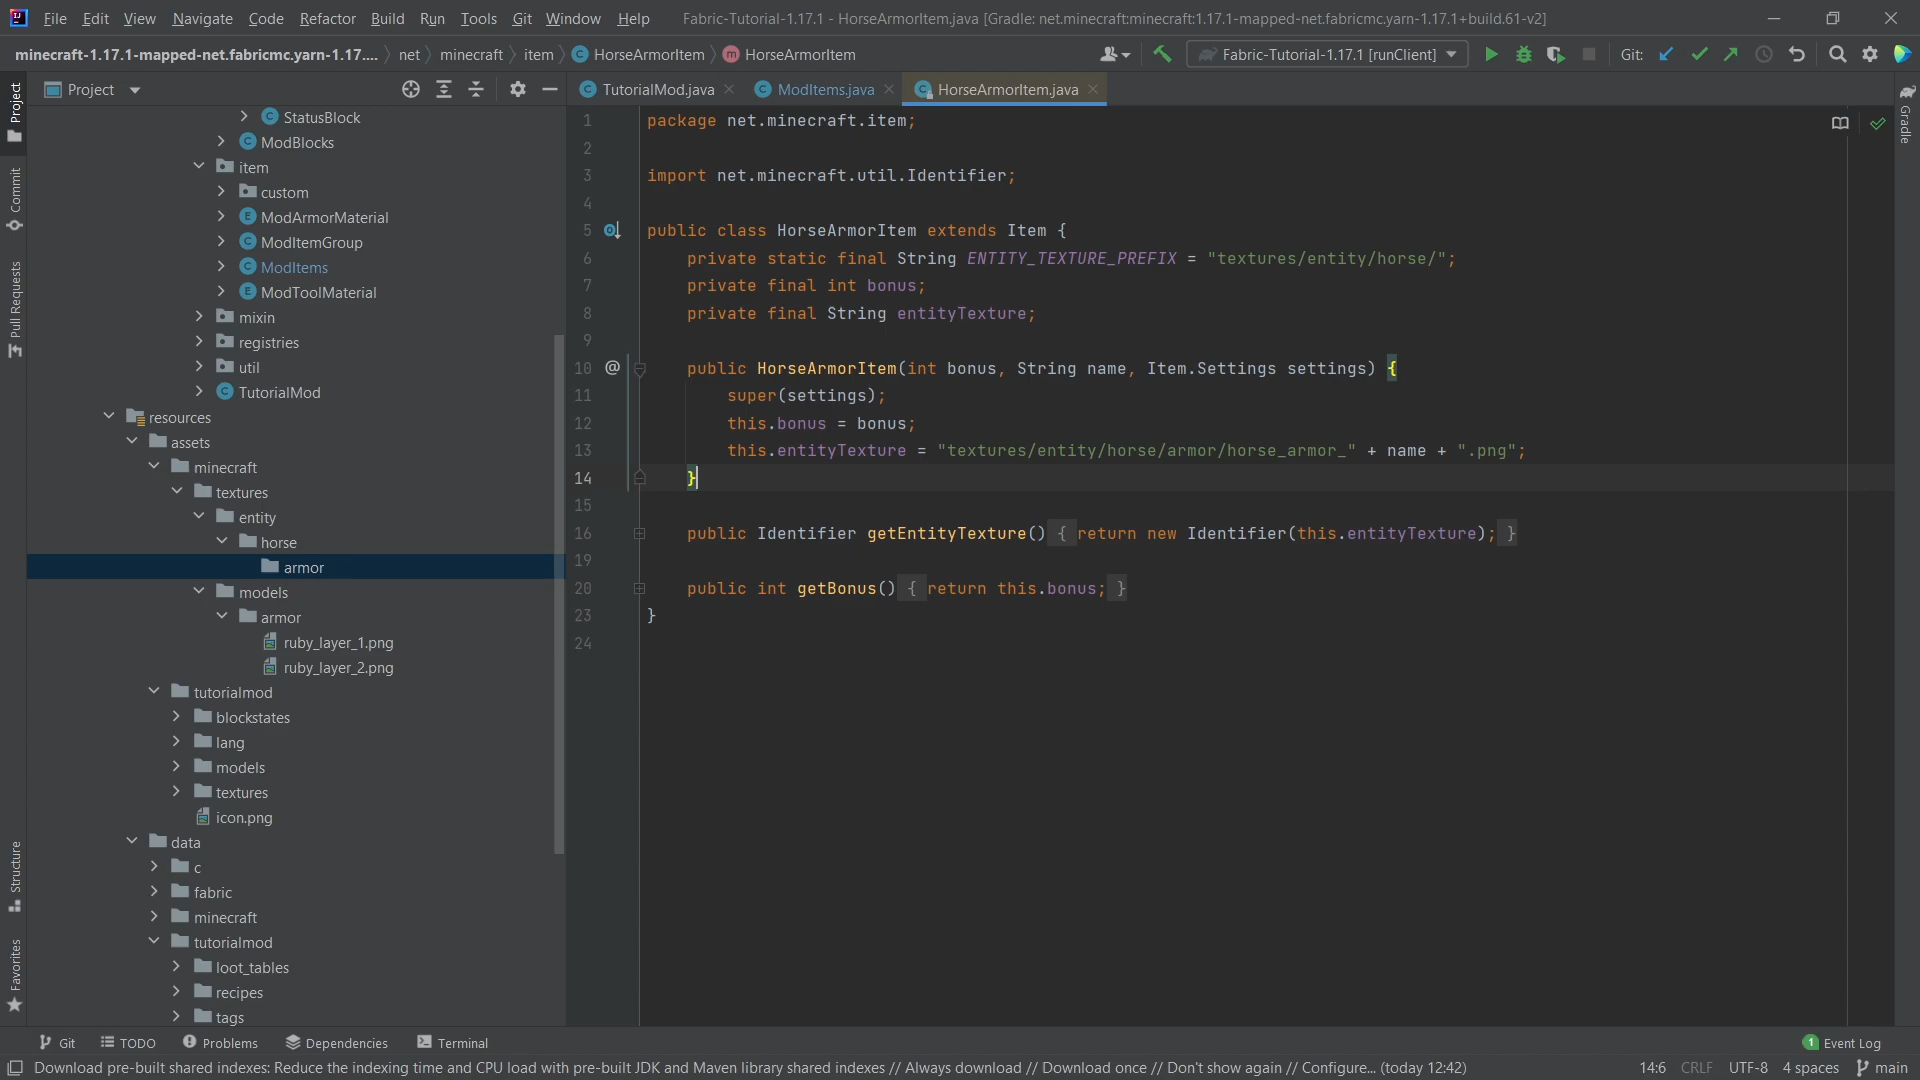 File Edit View Navigate Code Refactor Build Run Tools Git Window Help Fabric-Tutorial-1.17.1 - HorseArmorItem.java [Gradle: net.minecraft:minecraft:1.17.1-mapped-net.fabricmc.yarn-1.17.1+build.61-v2]
minecraft-1.17.1-mapped-net.fabricmc.yarn-1.17.... net minecraft item HorseArmorItem HorseArmorItem Fabric-Tutorial-1.17.1 [runClient] Git:
Project TutorialMod.java ModItems.java HorseArmorItem.java
Project
Commit
Pull Requests
Structure
Favorites
Gradle
StatusBlock
ModBlocks
item
custom
ModArmorMaterial
ModItemGroup
ModItems
ModToolMaterial
mixin
registries
util
TutorialMod
resources
assets
minecraft
textures
entity
horse
armor
models
armor
ruby_layer_1.png
ruby_layer_2.png
tutorialmod
blockstates
lang
models
textures
icon.png
data
c
fabric
minecraft
tutorialmod
loot_tables
recipes
tags
1 package net.minecraft.item;
2
3 import net.minecraft.util.Identifier;
4
5 public class HorseArmorItem extends Item {
6 private static final String ENTITY_TEXTURE_PREFIX = "textures/entity/horse/";
7 private final int bonus;
8 private final String entityTexture;
9
10 @ public HorseArmorItem(int bonus, String name, Item.Settings settings) {
11 super(settings);
12 this.bonus = bonus;
13 this.entityTexture = "textures/entity/horse/armor/horse_armor_" + name + ".png";
14 }
15
16 public Identifier getEntityTexture() { return new Identifier(this.entityTexture); }
19
20 public int getBonus() { return this.bonus; }
23 }
24
Git TODO Problems Dependencies Terminal 1 Event Log
Download pre-built shared indexes: Reduce the indexing time and CPU load with pre-built JDK and Maven library shared indexes // Always download // Download once // Don't show again // Configure... (today 12:42) 14:6 CRLF UTF-8 4 spaces main